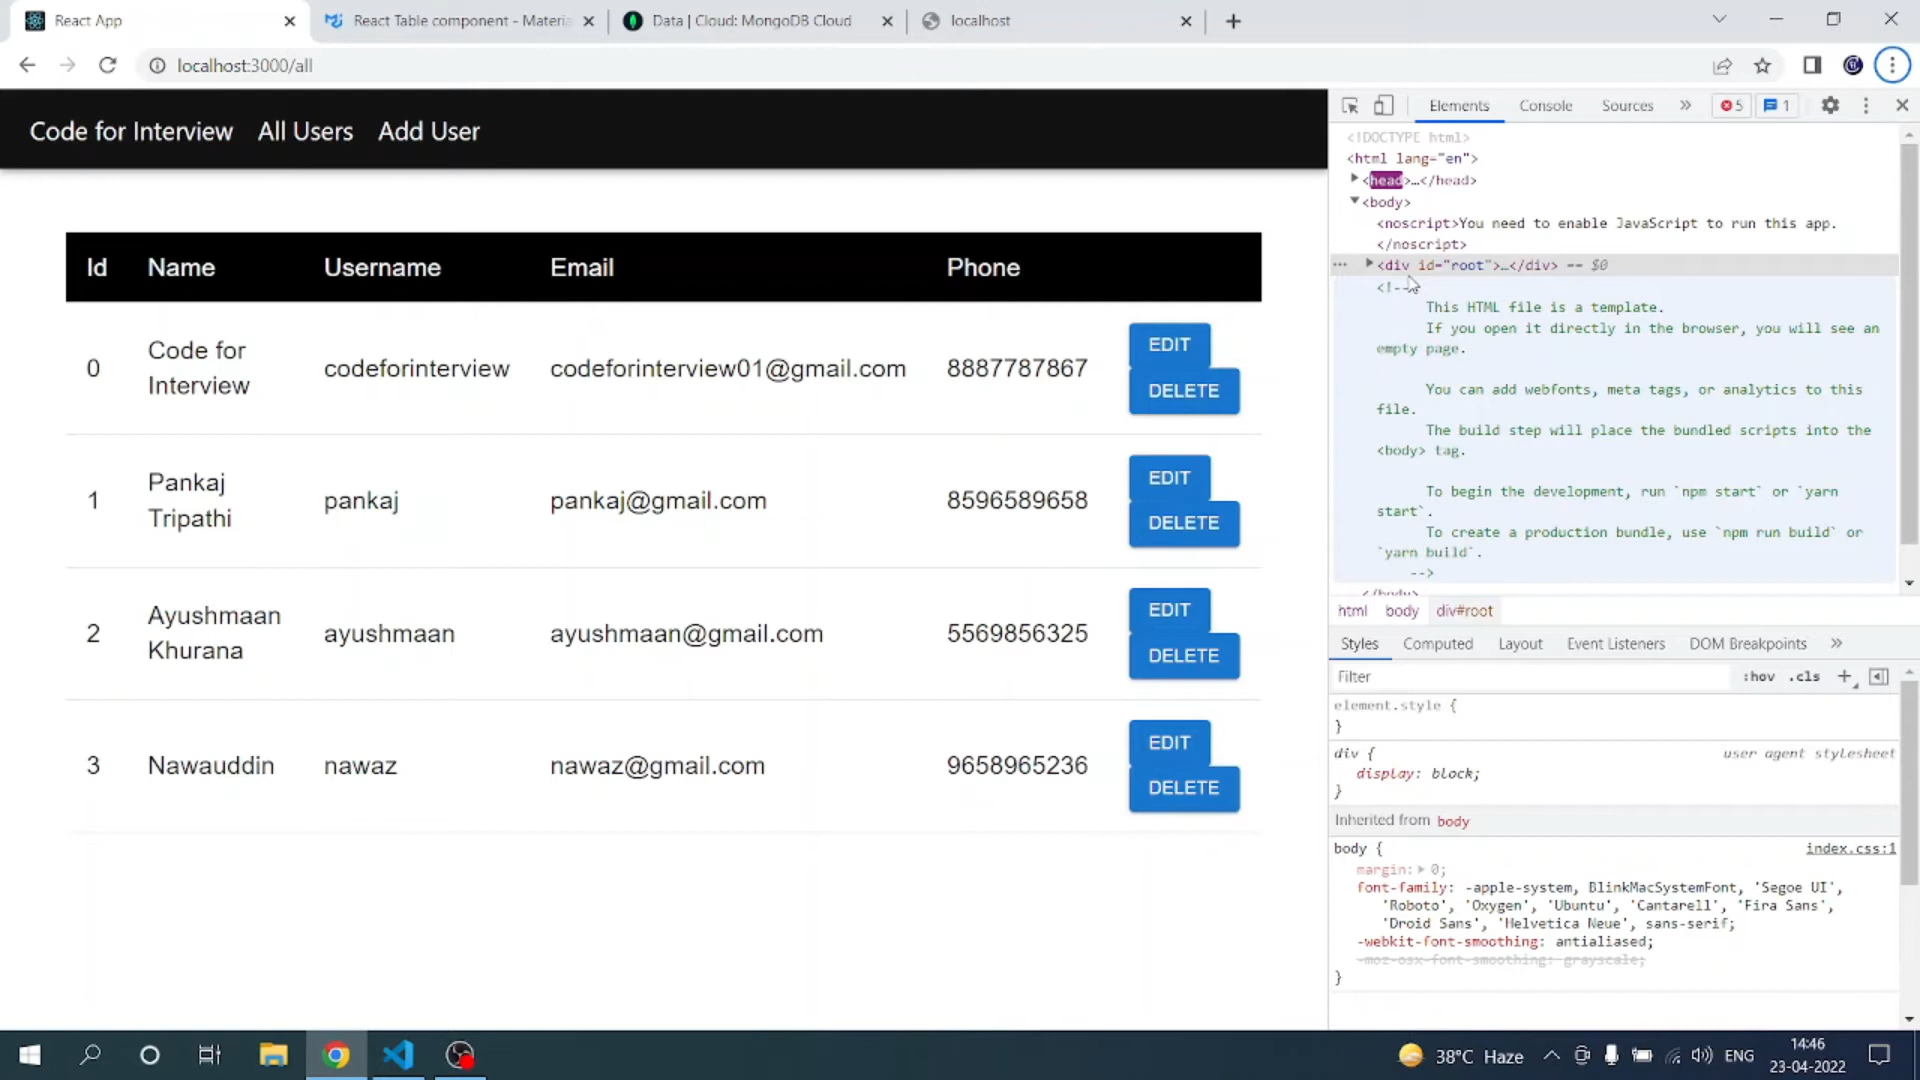 React App
React Table component - Materia
Data | Cloud: MongoDB Cloud
localhost
localhost:3000/all
Code for Interview All Users Add User
Id Name Username Email Phone
0 Code for Interview codeforinterview codeforinterview01@gmail.com 8887787867 EDIT DELETE
1 Pankaj Tripathi pankaj pankaj@gmail.com 8596589658 EDIT DELETE
2 Ayushmaan Khurana ayushmaan ayushmaan@gmail.com 5569856325 EDIT DELETE
3 Nawauddin nawaz nawaz@gmail.com 9658965236 EDIT DELETE
Elements Console Sources » 5 1
<!DOCTYPE html>
<html lang="en">
<head>…</head>
<body>
<noscript>You need to enable JavaScript to run this app.
</noscript>
<div id="root">…</div> == $0
<!--
This HTML file is a template.
If you open it directly in the browser, you will see an
empty page.
You can add webfonts, meta tags, or analytics to this
file.
The build step will place the bundled scripts into the
<body> tag.
To begin the development, run `npm start` or `yarn
start`.
To create a production bundle, use `npm run build` or
`yarn build`.
-->
</body>
html body div#root
Styles Computed Layout Event Listeners DOM Breakpoints »
Filter :hov .cls
element.style {
}
div { user agent stylesheet
display: block;
}
Inherited from body
body { index.css:1
margin: 0;
font-family: -apple-system, BlinkMacSystemFont, 'Segoe UI',
'Roboto', 'Oxygen', 'Ubuntu', 'Cantarell', 'Fira Sans',
'Droid Sans', 'Helvetica Neue', sans-serif;
-webkit-font-smoothing: antialiased;
-moz-osx-font-smoothing: grayscale;
}
38°C Haze
ENG
14:46
23-04-2022